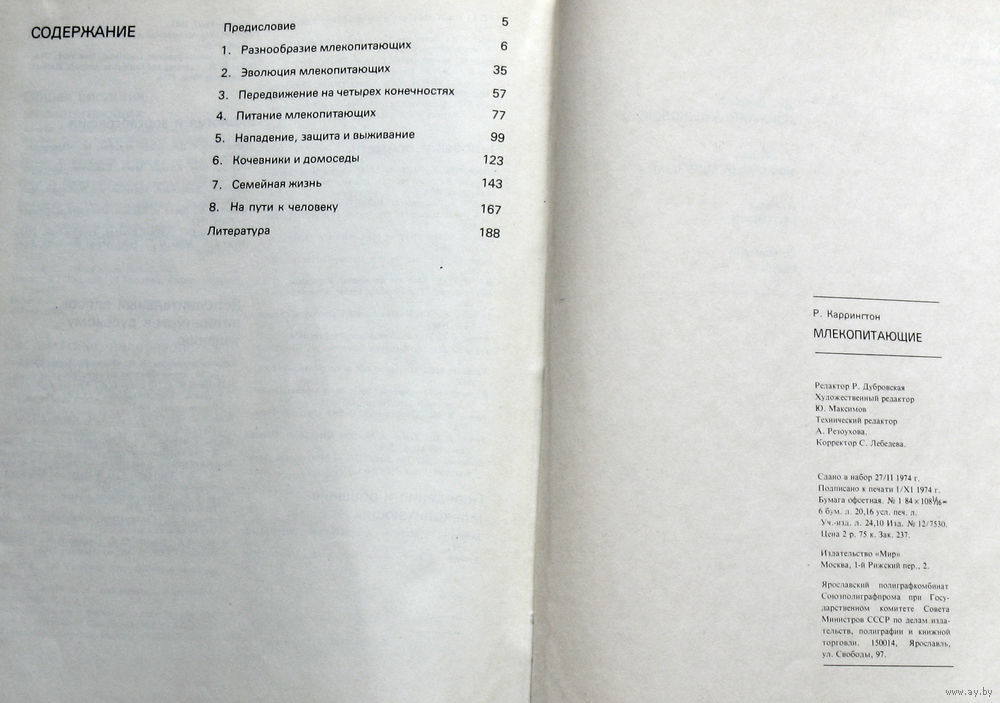 СОДЕРЖАНИЕ
Предисловие 5
1. Разнообразие млекопитающих 6
2. Эволюция млекопитающих 35
3. Передвижение на четырех конечностях 57
4. Питание млекопитающих 77
5. Нападение, защита и выживание 99
6. Кочевники и домоседы 123
7. Семейная жизнь 143
8. На пути к человеку 167
Литература 188
Р. Каррингтон
МЛЕКОПИТАЮЩИЕ
Редактор Р. Дубровская
Художественный редактор
Ю. Максимов
Технический редактор
А. Резоухова.
Корректор С. Лебедева.
Сдано в набор 27/II 1974 г.
Подписано к печати 1/XI 1974 г.
Бумага офсетная. № 1 84×108 1/16=
6 бум. л. 20,16 усл. печ. л.
Уч.-изд. л. 24,10 Изд. № 12/7530.
Цена 2 р. 75 к. Зак. 237.
Издательство «Мир»
Москва, 1-й Рижский пер., 2.
Ярославский полиграфкомбинат
Союзполиграфпрома при Госу-
дарственном комитете Совета
Министров СССР по делам изда-
тельств, полиграфии и книжной
торговли. 150014, Ярославль,
ул. Свободы, 97.
www.ay.by